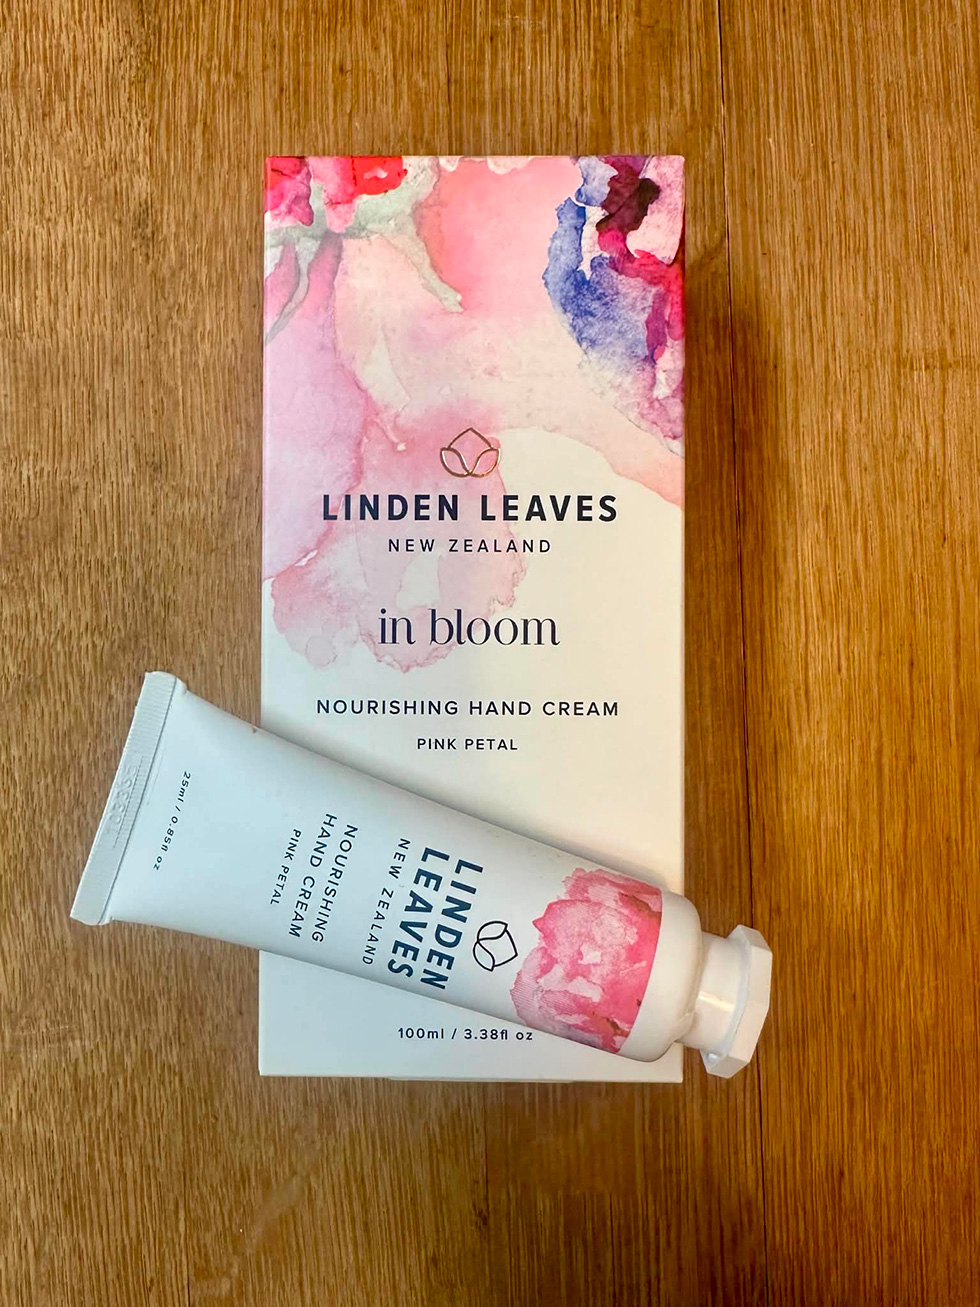 LINDEN LEAVES
NEW ZEALAND
in bloom
NOURISHING HAND CREAM
PINK PETAL
100ml / 3.38fl oz
LINDEN
LEAVES
NEW ZEALAND
NOURISHING
HAND CREAM
PINK PETAL
25ml / 0.85fl oz